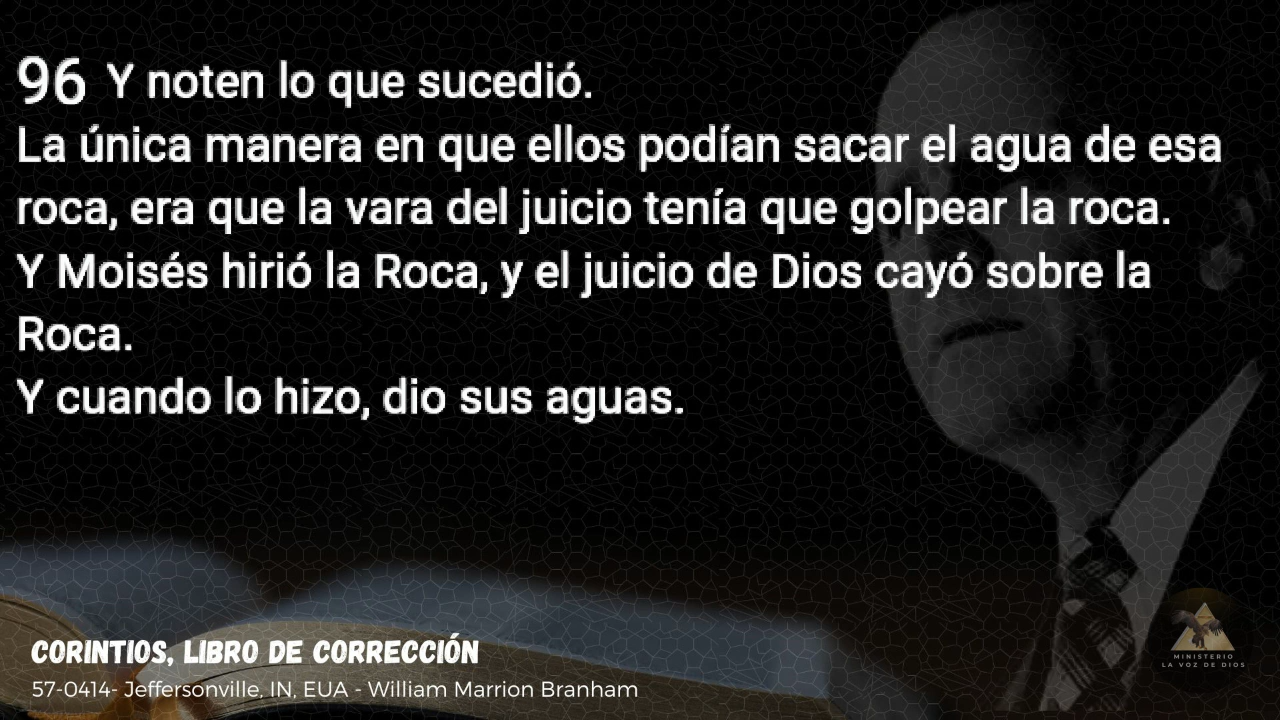 96 Y noten lo que sucedió.
La única manera en que ellos podían sacar el agua de esa
roca, era que la vara del juicio tenía que golpear la roca.
Y Moisés hirió la Roca, y el juicio de Dios cayó sobre la
Roca.
Y cuando lo hizo, dio sus aguas.
CORINTIOS, LIBRO DE CORRECCIÓN
57-0414- Jeffersonville, IN, EUA - William Marrion Branham
MINISTERIO
LA VOZ DE DIOS